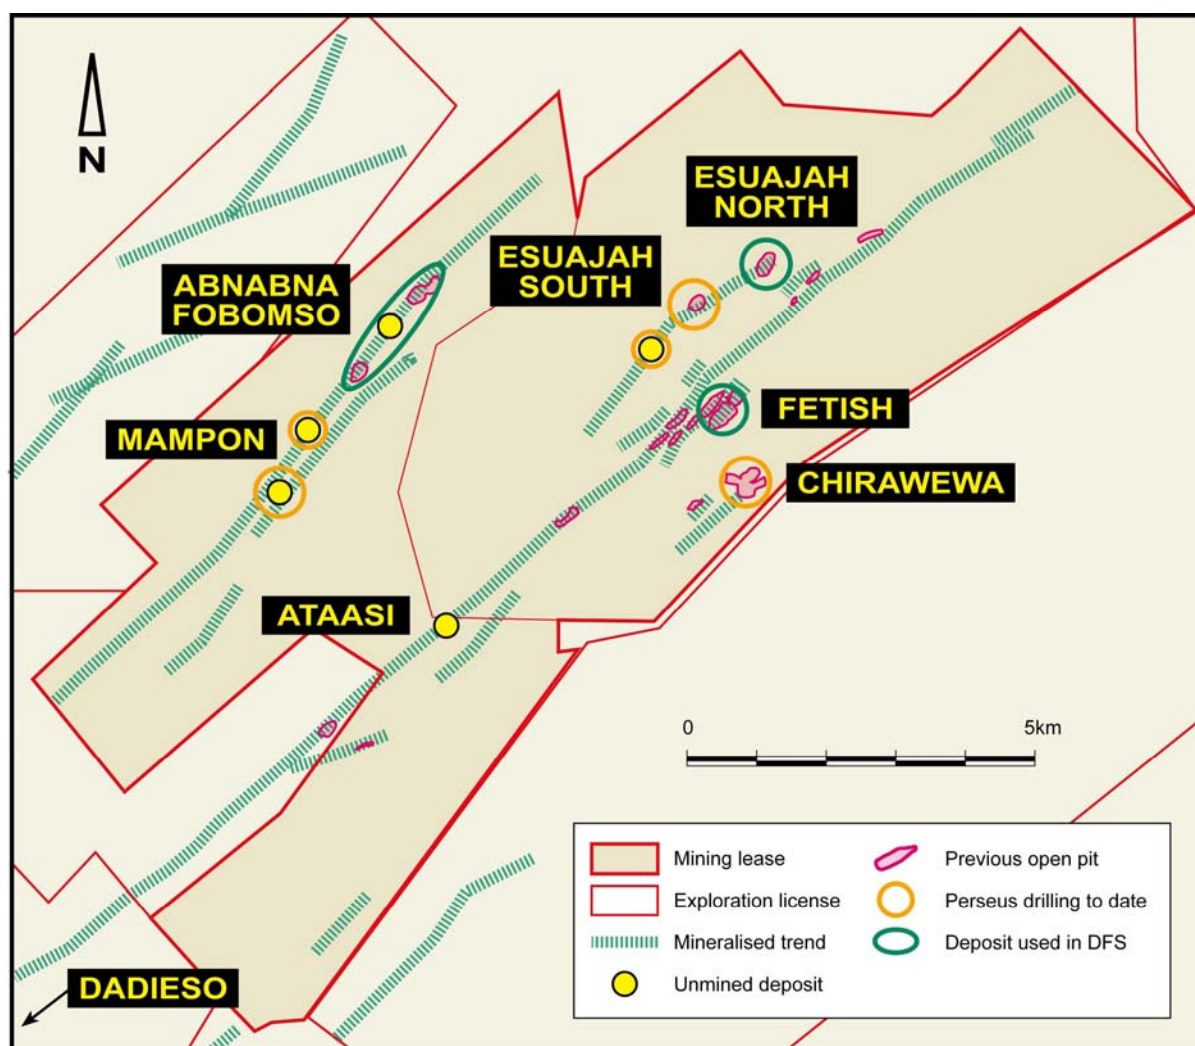 N
ESUAJAH
NORTH
ESUAJAH
SOUTH
ABNABNA
FOBOMSO
MAMPON
FETISH
CHIRAWEWA
ATAASI
0
5km
DADIESO
Mining lease
Exploration license
Mineralised trend
Unmined deposit
Previous open pit
Perseus drilling to date
Deposit used in DFS